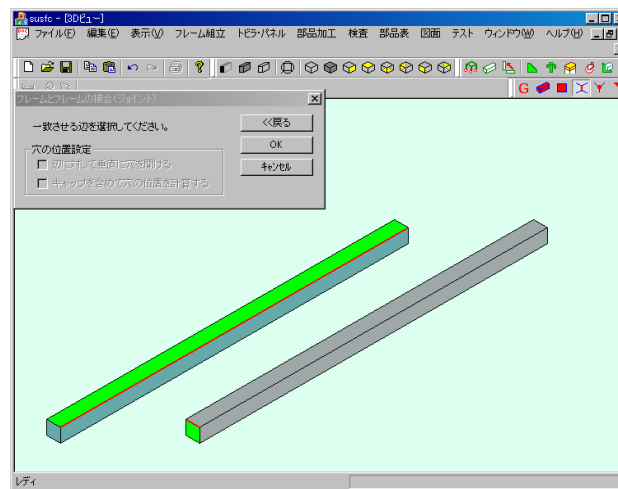 susfc - [3Dビュー]
ファイル(F) 編集(E) 表示(V) フレーム組立 トビラ・パネル 部品加工 検査 部品表 図面 テスト ウィンドウ(W) ヘルプ(H)
G
フレームとフレームの接合(ジョイント)
一致させる辺を選択してください。
<<戻る
穴の位置設定
OK
辺に対して垂直に穴を開ける
キャンセル
キャップを含めて穴の位置を計算する
レディ